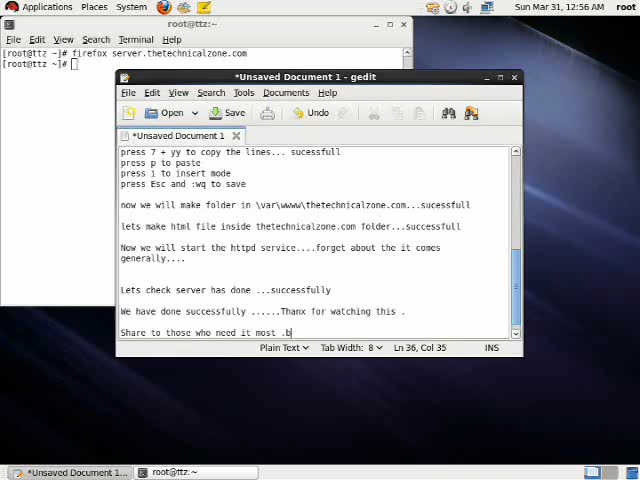 Applications Places System
Sun Mar 31, 12:56 AM root
root@ttz:~
File Edit View Search Terminal Help
[root@ttz ~]# firefox server.thetechnicalzone.com
[root@ttz ~]#
*Unsaved Document 1 - gedit
File Edit View Search Tools Documents Help
Open Save Undo
*Unsaved Document 1
press 7 + yy to copy the lines... sucessfull
press p to paste
press i to insert mode
press Esc and :wq to save
now we will make folder in \var\wwww\thetechnicalzone.com...sucessfull
lets make html file inside thetechnicalzone.com folder...successfull
Now we will start the httpd service....forget about the it comes
generally....
Lets check server has done ...successfully
We have done successfully ......Thanx for watching this .
Share to those who need it most .b
Plain Text Tab Width: 8 Ln 36, Col 35 INS
*Unsaved Document 1... root@ttz:~